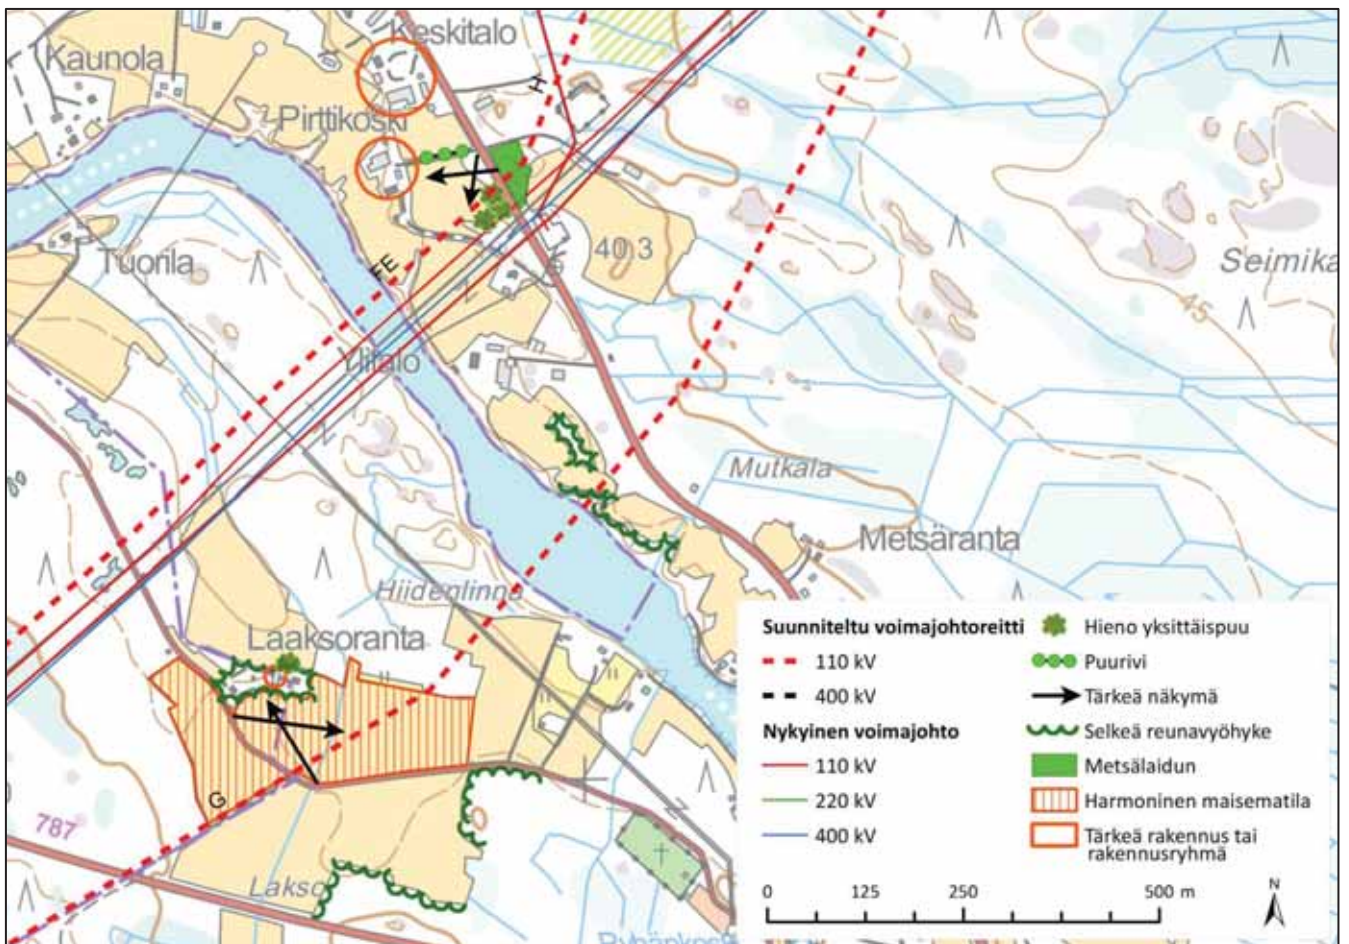 Keskitalo
Kaunola
H
Pirttikoski
Tuorila
40.3
FE
Seimika
45
Ylitalo
Mutkala
Metsäranta
Hiidenlinna
Laaksoranta
G
787
Lakso
Suunniteltu voimajohtoreitti
110 kV
400 kV
Nykyinen voimajohto
110 kV
220 kV
400 kV
Hieno yksittäispuu
Puurivi
Tärkeä näkymä
Selkeä reunavyöhyke
Metsälaidun
Harmoninen maisematila
Tärkeä rakennus tai
rakennusryhmä
0 125 250 500 m
N